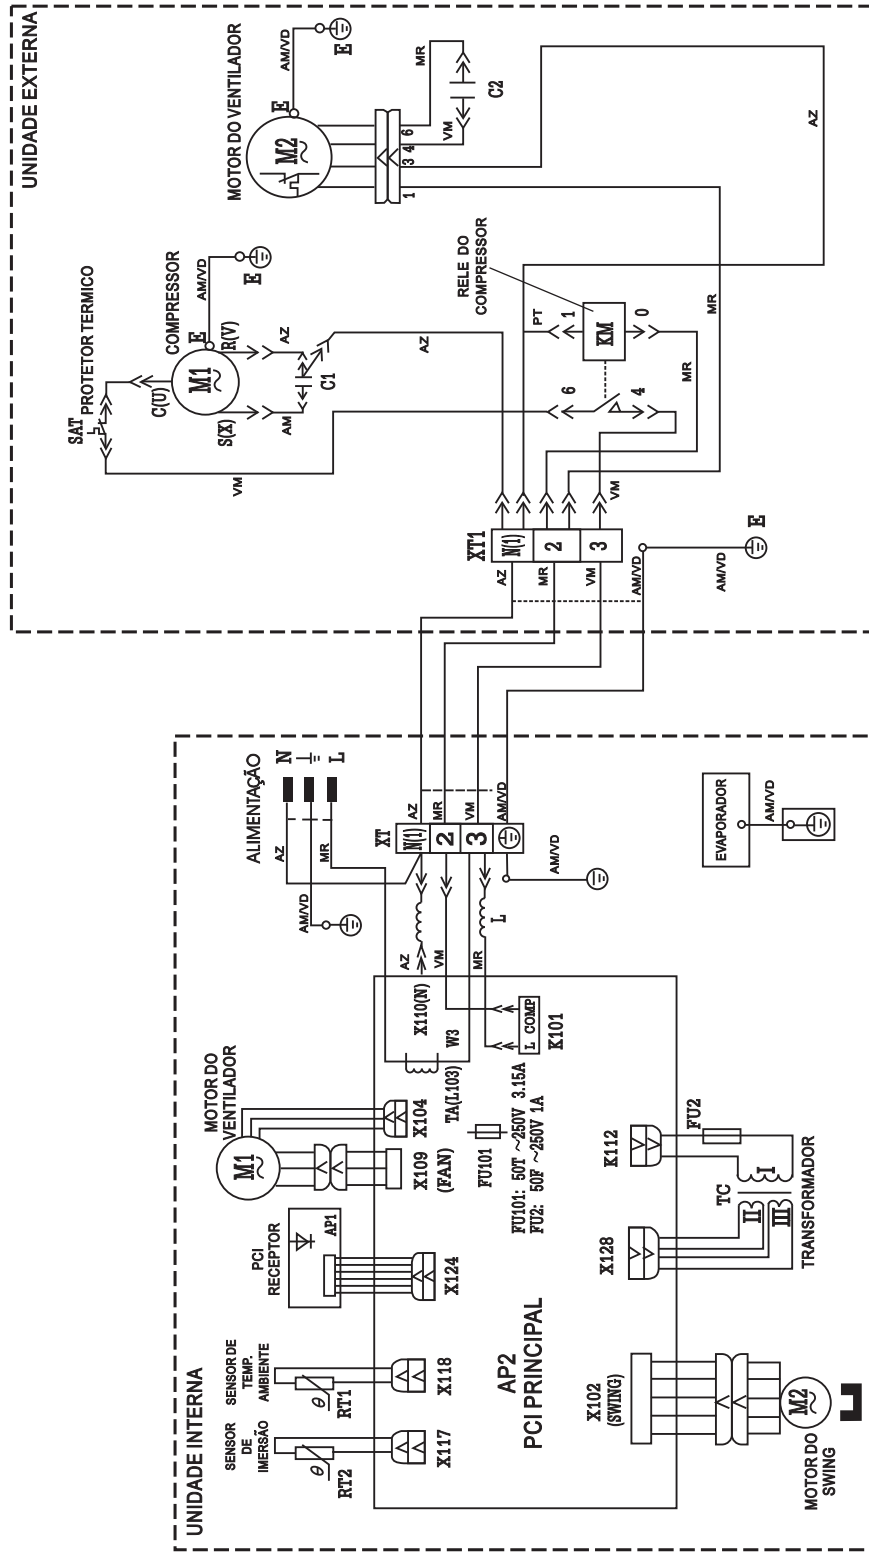 UNIDADE EXTERNA
MOTOR DO VENTILADOR
M2
E
AM/VD
E
1
3
4
6
MR
VM
C2
AZ
MR
PROTETOR TERMICO
SAT
COMPRESSOR
M1
E
AM/VD
E
C(U)
R(V)
S(X)
AZ
AM
C1
VM
AZ
RELE DO
COMPRESSOR
PT
1
KM
0
MR
6
4
VM
XT1
N(1)
2
3
AZ
MR
VM
AM/VD
AM/VD
E
UNIDADE INTERNA
ALIMENTAÇÃO
N
L
AZ
MR
AM/VD
XT
N(1)
2
3
AZ
MR
VM
AM/VD
AM/VD
AZ
VM
MR
L
EVAPORADOR
AM/VD
X110(N)
W3
TA(L103)
L COMP
K101
MOTOR DO
VENTILADOR
M1
X104
X109
(FAN)
FU101
FU101: 50T ~250V 3.15A
FU2: 50F ~250V 1A
PCI
RECEPTOR
AP1
X124
SENSOR DE
TEMP.
AMBIENTE
θ
RT1
X118
SENSOR
DE
IMERSÃO
θ
RT2
X117
AP2
PCI PRINCIPAL
X112
FU2
TC
I
II
III
TRANSFORMADOR
X128
X102
(SWING)
M2
MOTOR DO
SWING